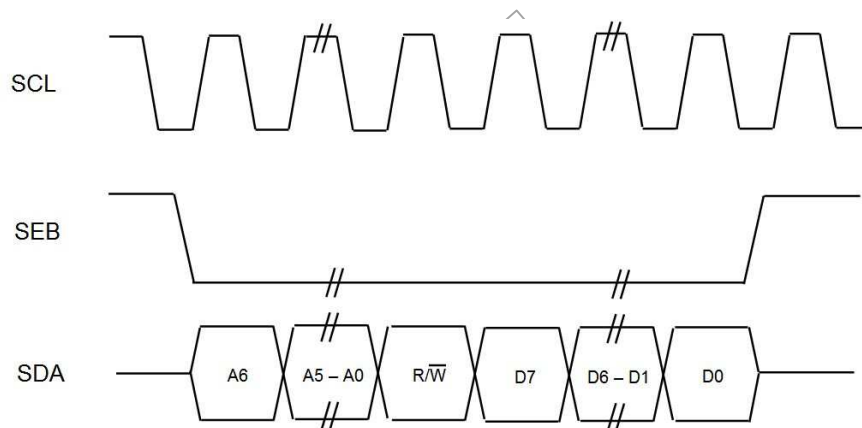 SCL
SEB
SDA
A6
A5 – A0
R/W̅
D7
D6 – D1
D0